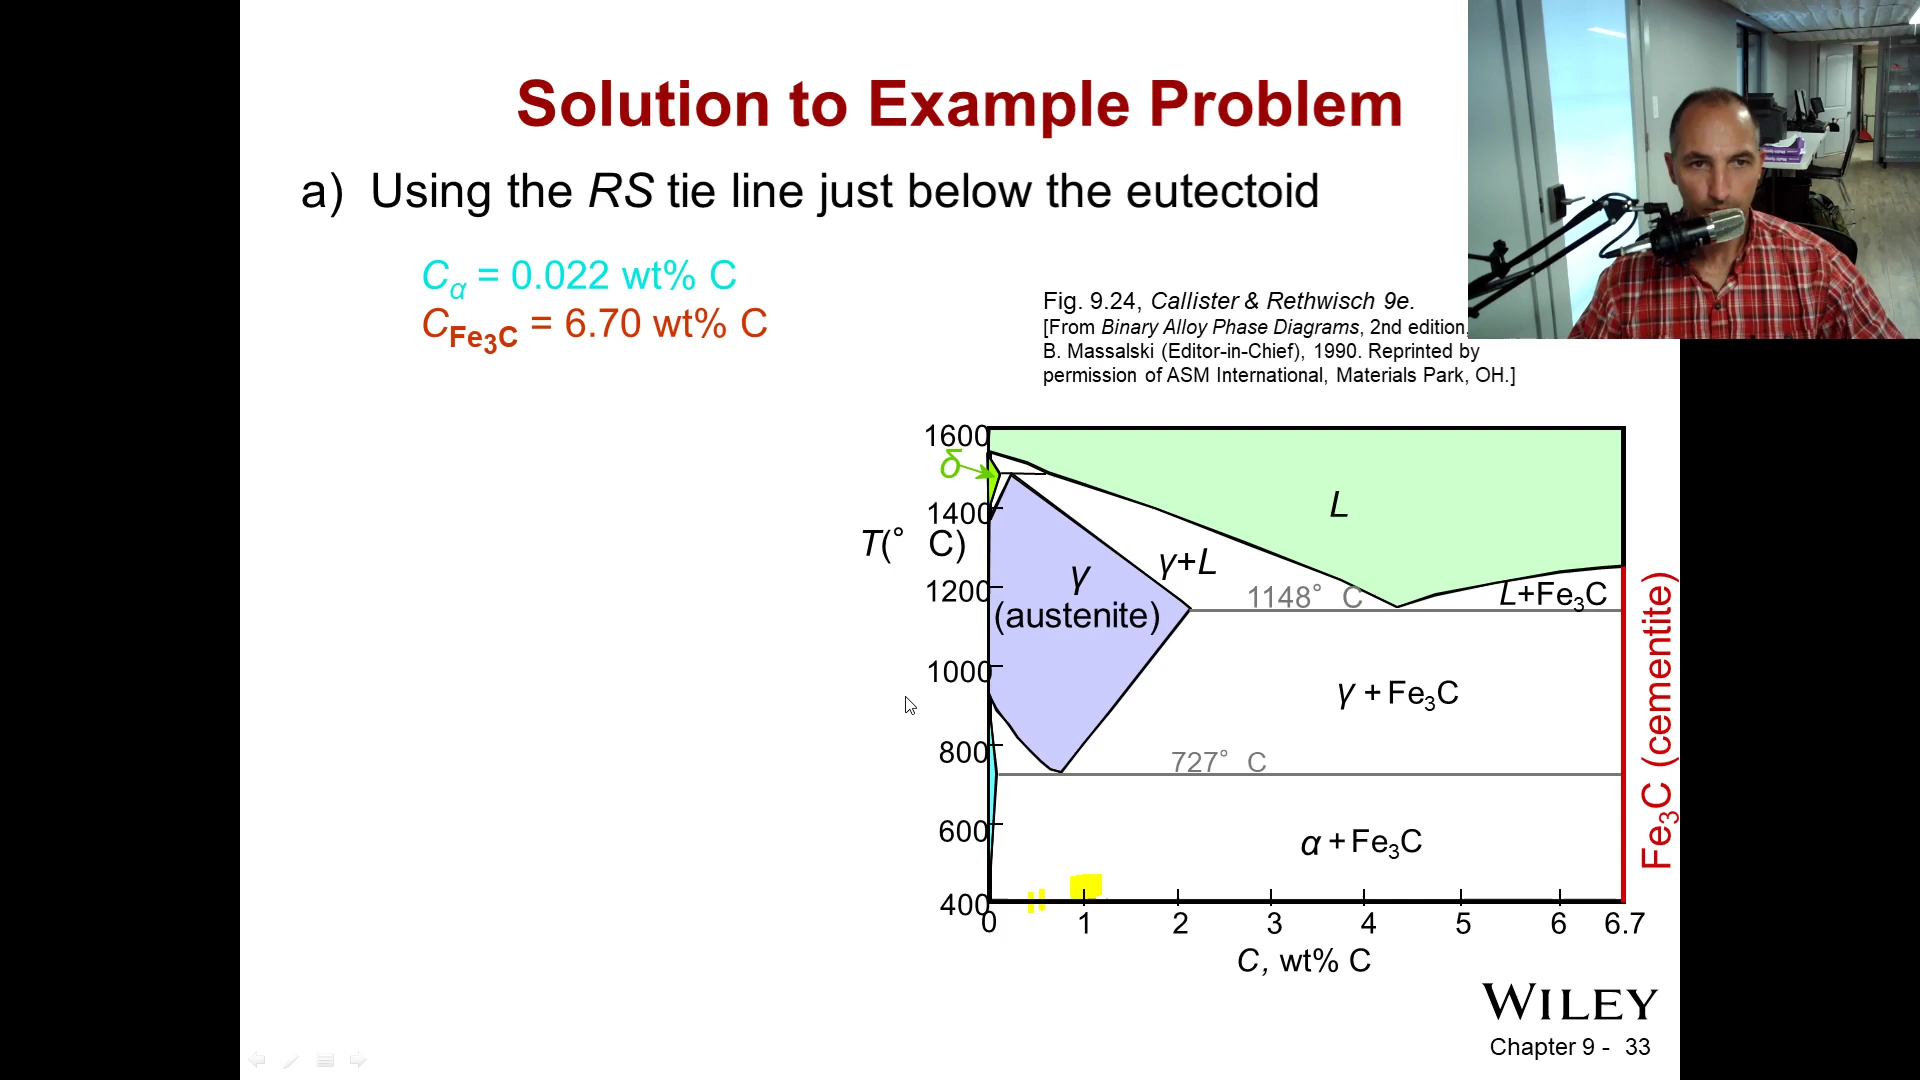 Solution to Example Problem
a) Using the RS tie line just below the eutectoid
Cα = 0.022 wt% C
CFe3C = 6.70 wt% C
Fig. 9.24, Callister & Rethwisch 9e.
[From Binary Alloy Phase Diagrams, 2nd edition,
B. Massalski (Editor-in-Chief), 1990. Reprinted by
permission of ASM International, Materials Park, OH.]
1600
δ
1400
L
T(° C)
γ+L
γ
(austenite)
1200
1148° C
L+Fe3C
1000
γ + Fe3C
800
727° C
600
α + Fe3C
400
0 1 2 3 4 5 6 6.7
C, wt% C
Fe3C (cementite)
WILEY
Chapter 9 - 33